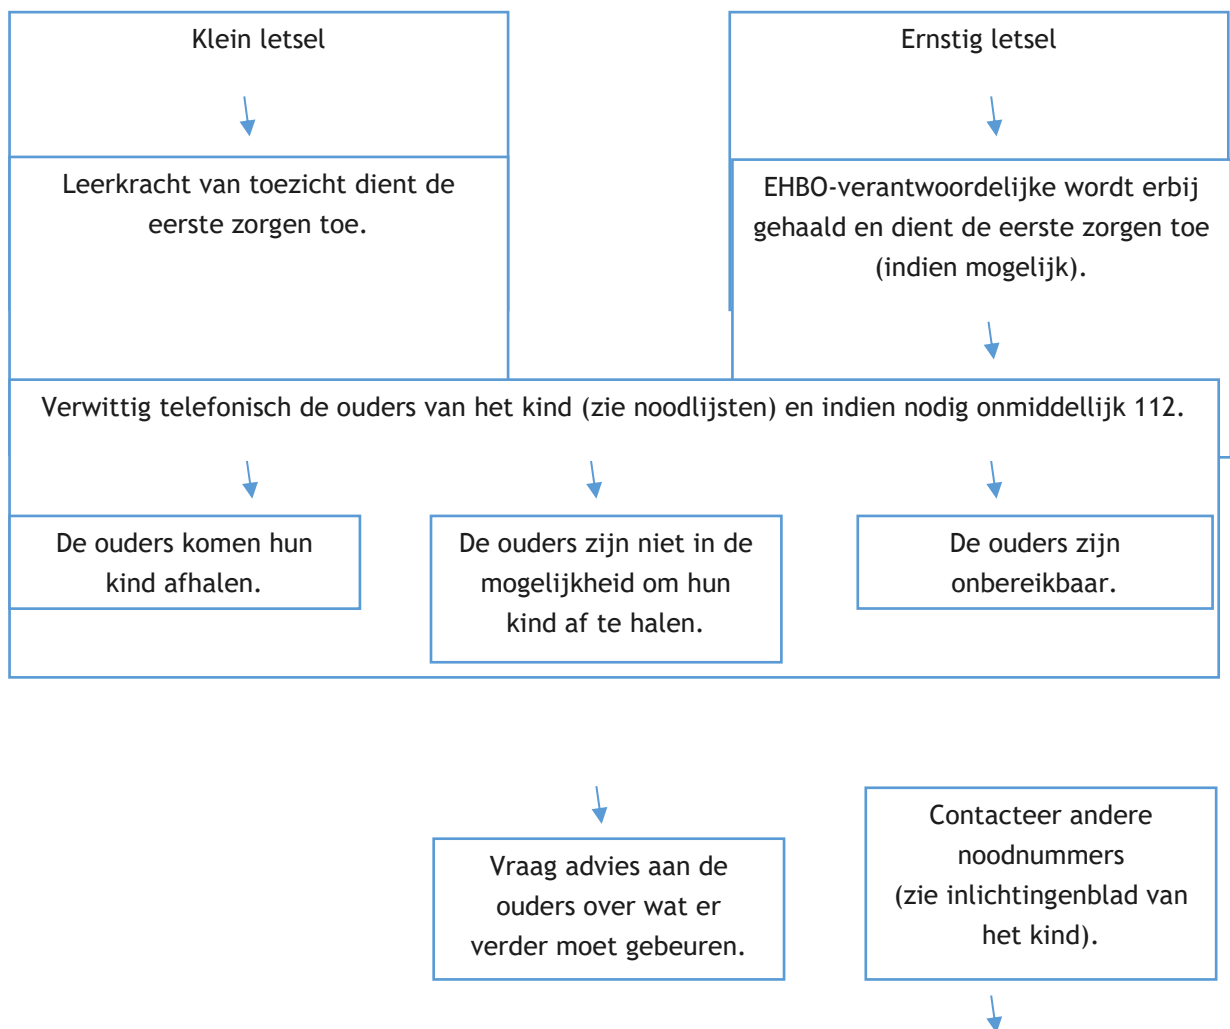 Klein letsel
Ernstig letsel
Leerkracht van toezicht dient de
eerste zorgen toe.
EHBO-verantwoordelijke wordt erbij
gehaald en dient de eerste zorgen toe
(indien mogelijk).
Verwittig telefonisch de ouders van het kind (zie noodlijsten) en indien nodig onmiddellijk 112.
De ouders komen hun
kind afhalen.
De ouders zijn niet in de
mogelijkheid om hun
kind af te halen.
De ouders zijn
onbereikbaar.
Vraag advies aan de
ouders over wat er
verder moet gebeuren.
Contacteer andere
noodnummers
(zie inlichtingenblad van
het kind).